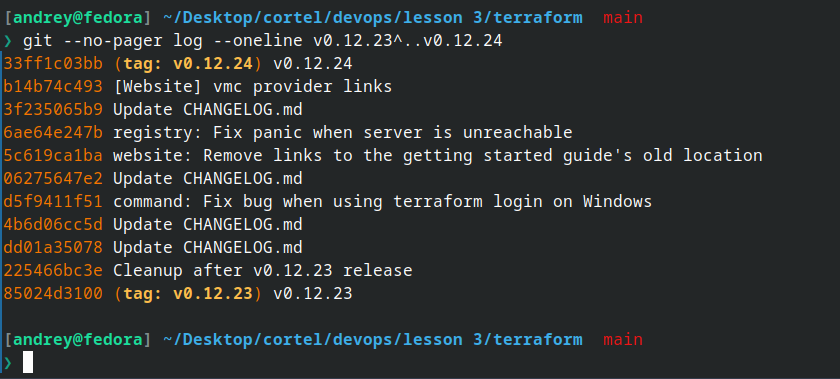 [andrey@fedora] ~/Desktop/cortel/devops/lesson 3/terraform main
❯ git --no-pager log --oneline v0.12.23^..v0.12.24
33ff1c03bb (tag: v0.12.24) v0.12.24
b14b74c493 [Website] vmc provider links
3f235065b9 Update CHANGELOG.md
6ae64e247b registry: Fix panic when server is unreachable
5c619ca1ba website: Remove links to the getting started guide's old location
06275647e2 Update CHANGELOG.md
d5f9411f51 command: Fix bug when using terraform login on Windows
4b6d06cc5d Update CHANGELOG.md
dd01a35078 Update CHANGELOG.md
225466bc3e Cleanup after v0.12.23 release
85024d3100 (tag: v0.12.23) v0.12.23
[andrey@fedora] ~/Desktop/cortel/devops/lesson 3/terraform main
❯